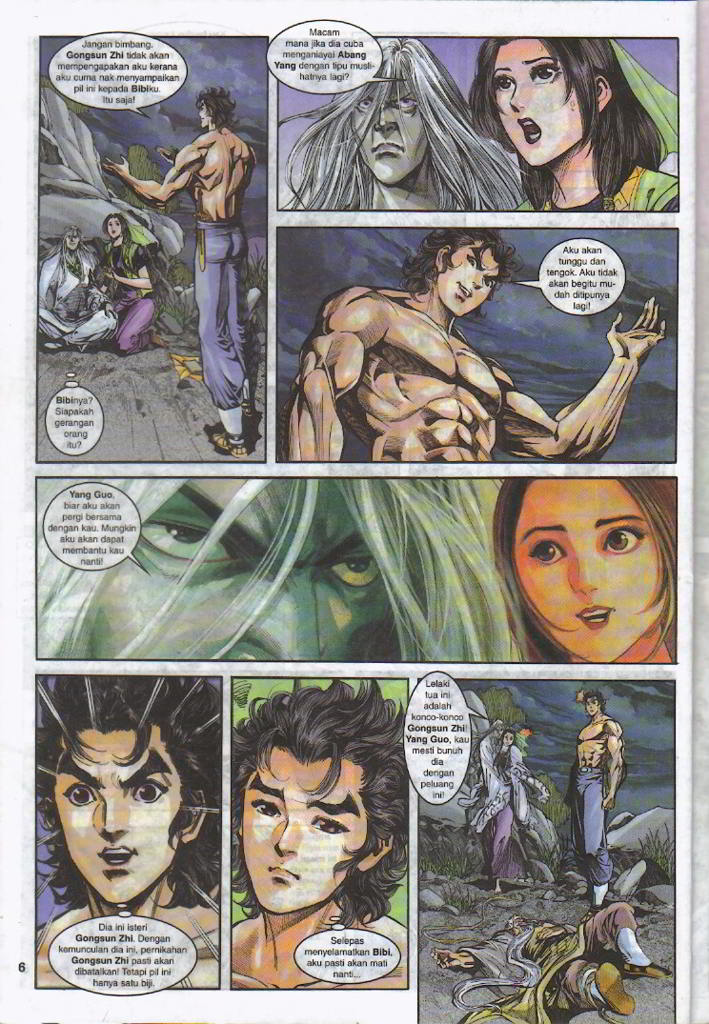 Jangan bimbang.
Gongsun Zhi tidak akan
mempengapakan aku kerana
aku cuma nak menyampaikan
pil ini kepada Bibiku.
Itu saja!
Bibinya?
Siapakah
gerangan
orang
itu?
Macam
mana jika dia cuba
menganiayai Abang
Yang dengan tipu musli-
hatnya lagi?
Aku akan
tunggu dan
tengok. Aku tidak
akan begitu mu-
dah ditipunya
lagi!
Yang Guo,
biar aku akan
pergi bersama
dengan kau. Mungkin
aku akan dapat
membantu kau
nanti!
Dia ini isteri
Gongsun Zhi. Dengan
kemunculan dia ini, pernikahan
Gongsun Zhi pasti akan
dibatalkan! Tetapi pil ini
hanya satu biji.
Selepas
menyelamatkan Bibi,
aku pasti akan mati
nanti...
Lelaki
tua ini
adalah
konco-konco
Gongsun Zhi!
Yang Guo, kau
mesti bunuh
dia
dengan
peluang
ini!
6